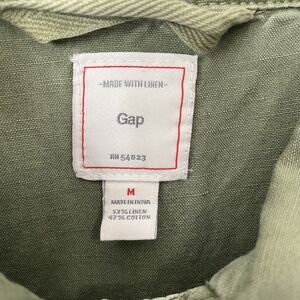 -MADE WITH LINEN-
Gap
RN 54023
M
MADE IN INDIA
53% LINEN
47% COTTON